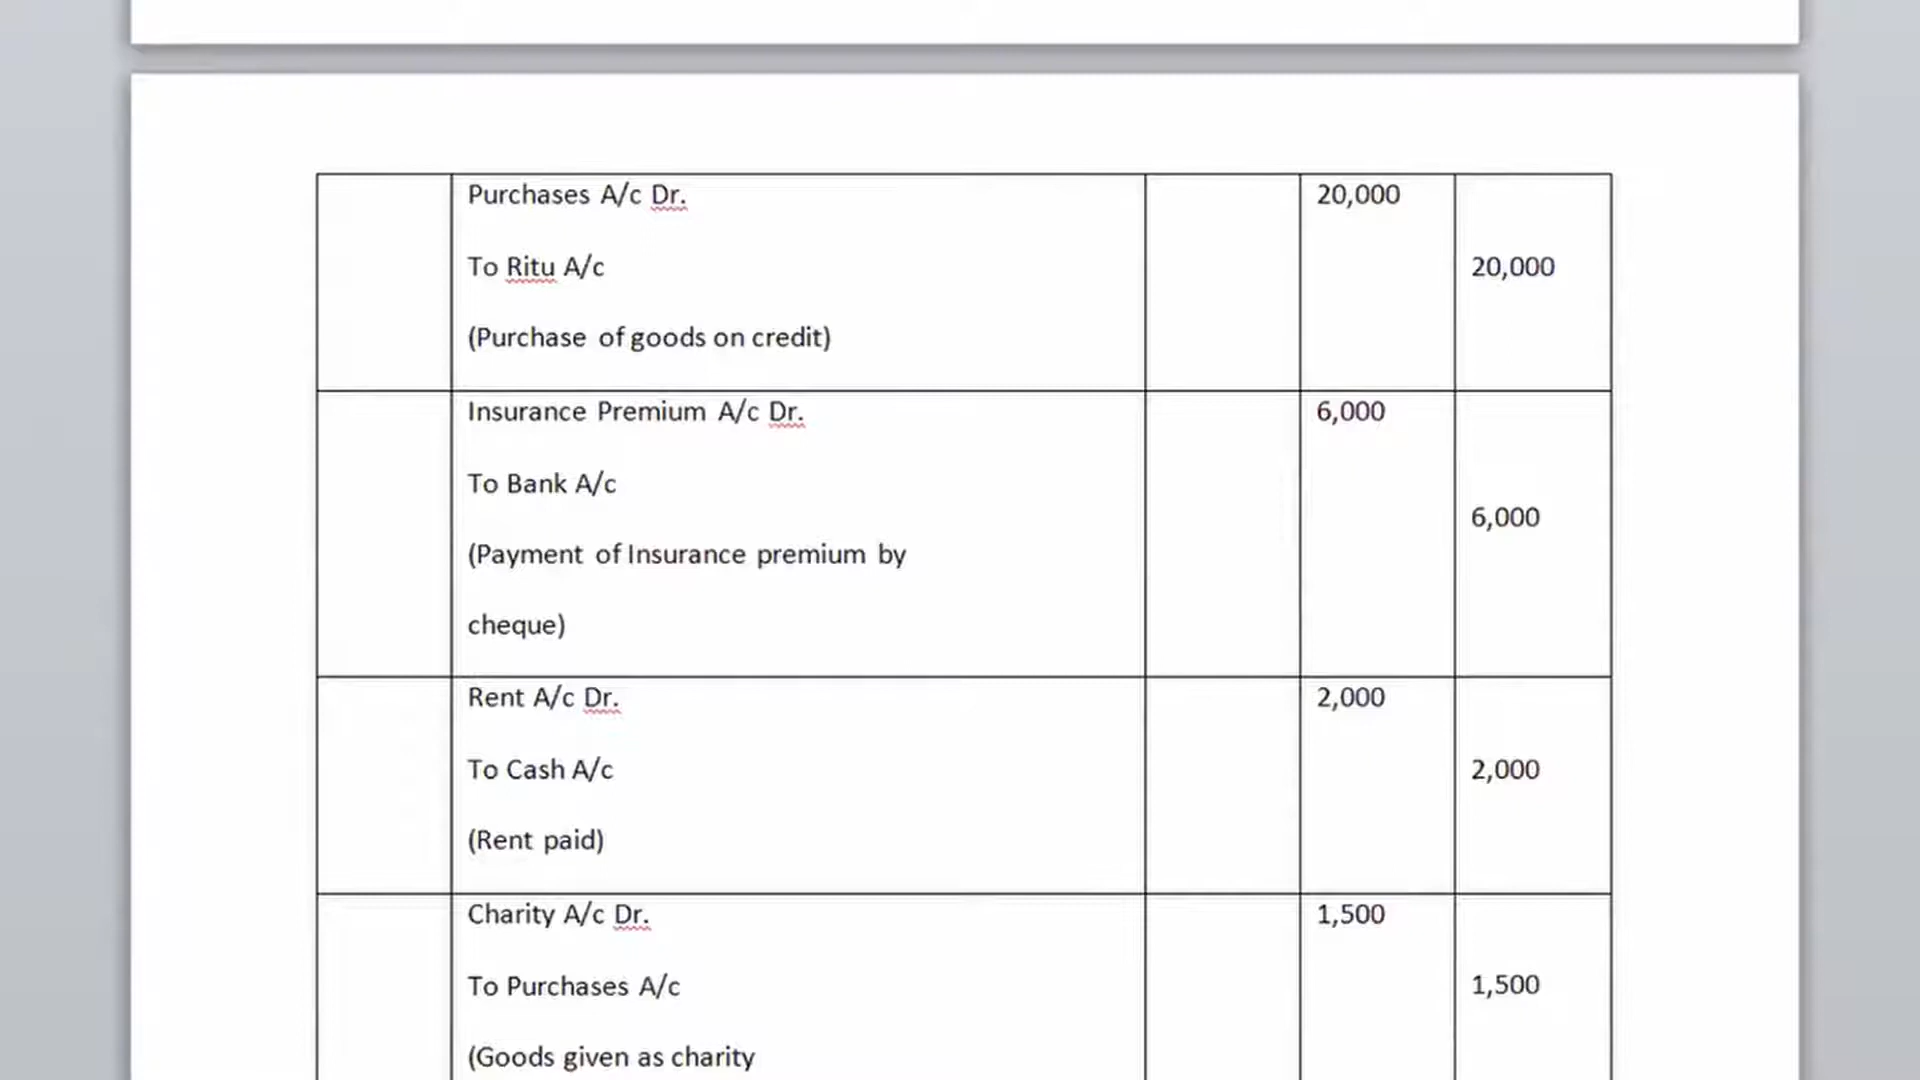 Purchases A/c Dr. 20,000
To Ritu A/c 20,000
(Purchase of goods on credit)
Insurance Premium A/c Dr. 6,000
To Bank A/c
6,000
(Payment of Insurance premium by
cheque)
Rent A/c Dr. 2,000
To Cash A/c 2,000
(Rent paid)
Charity A/c Dr. 1,500
To Purchases A/c 1,500
(Goods given as charity